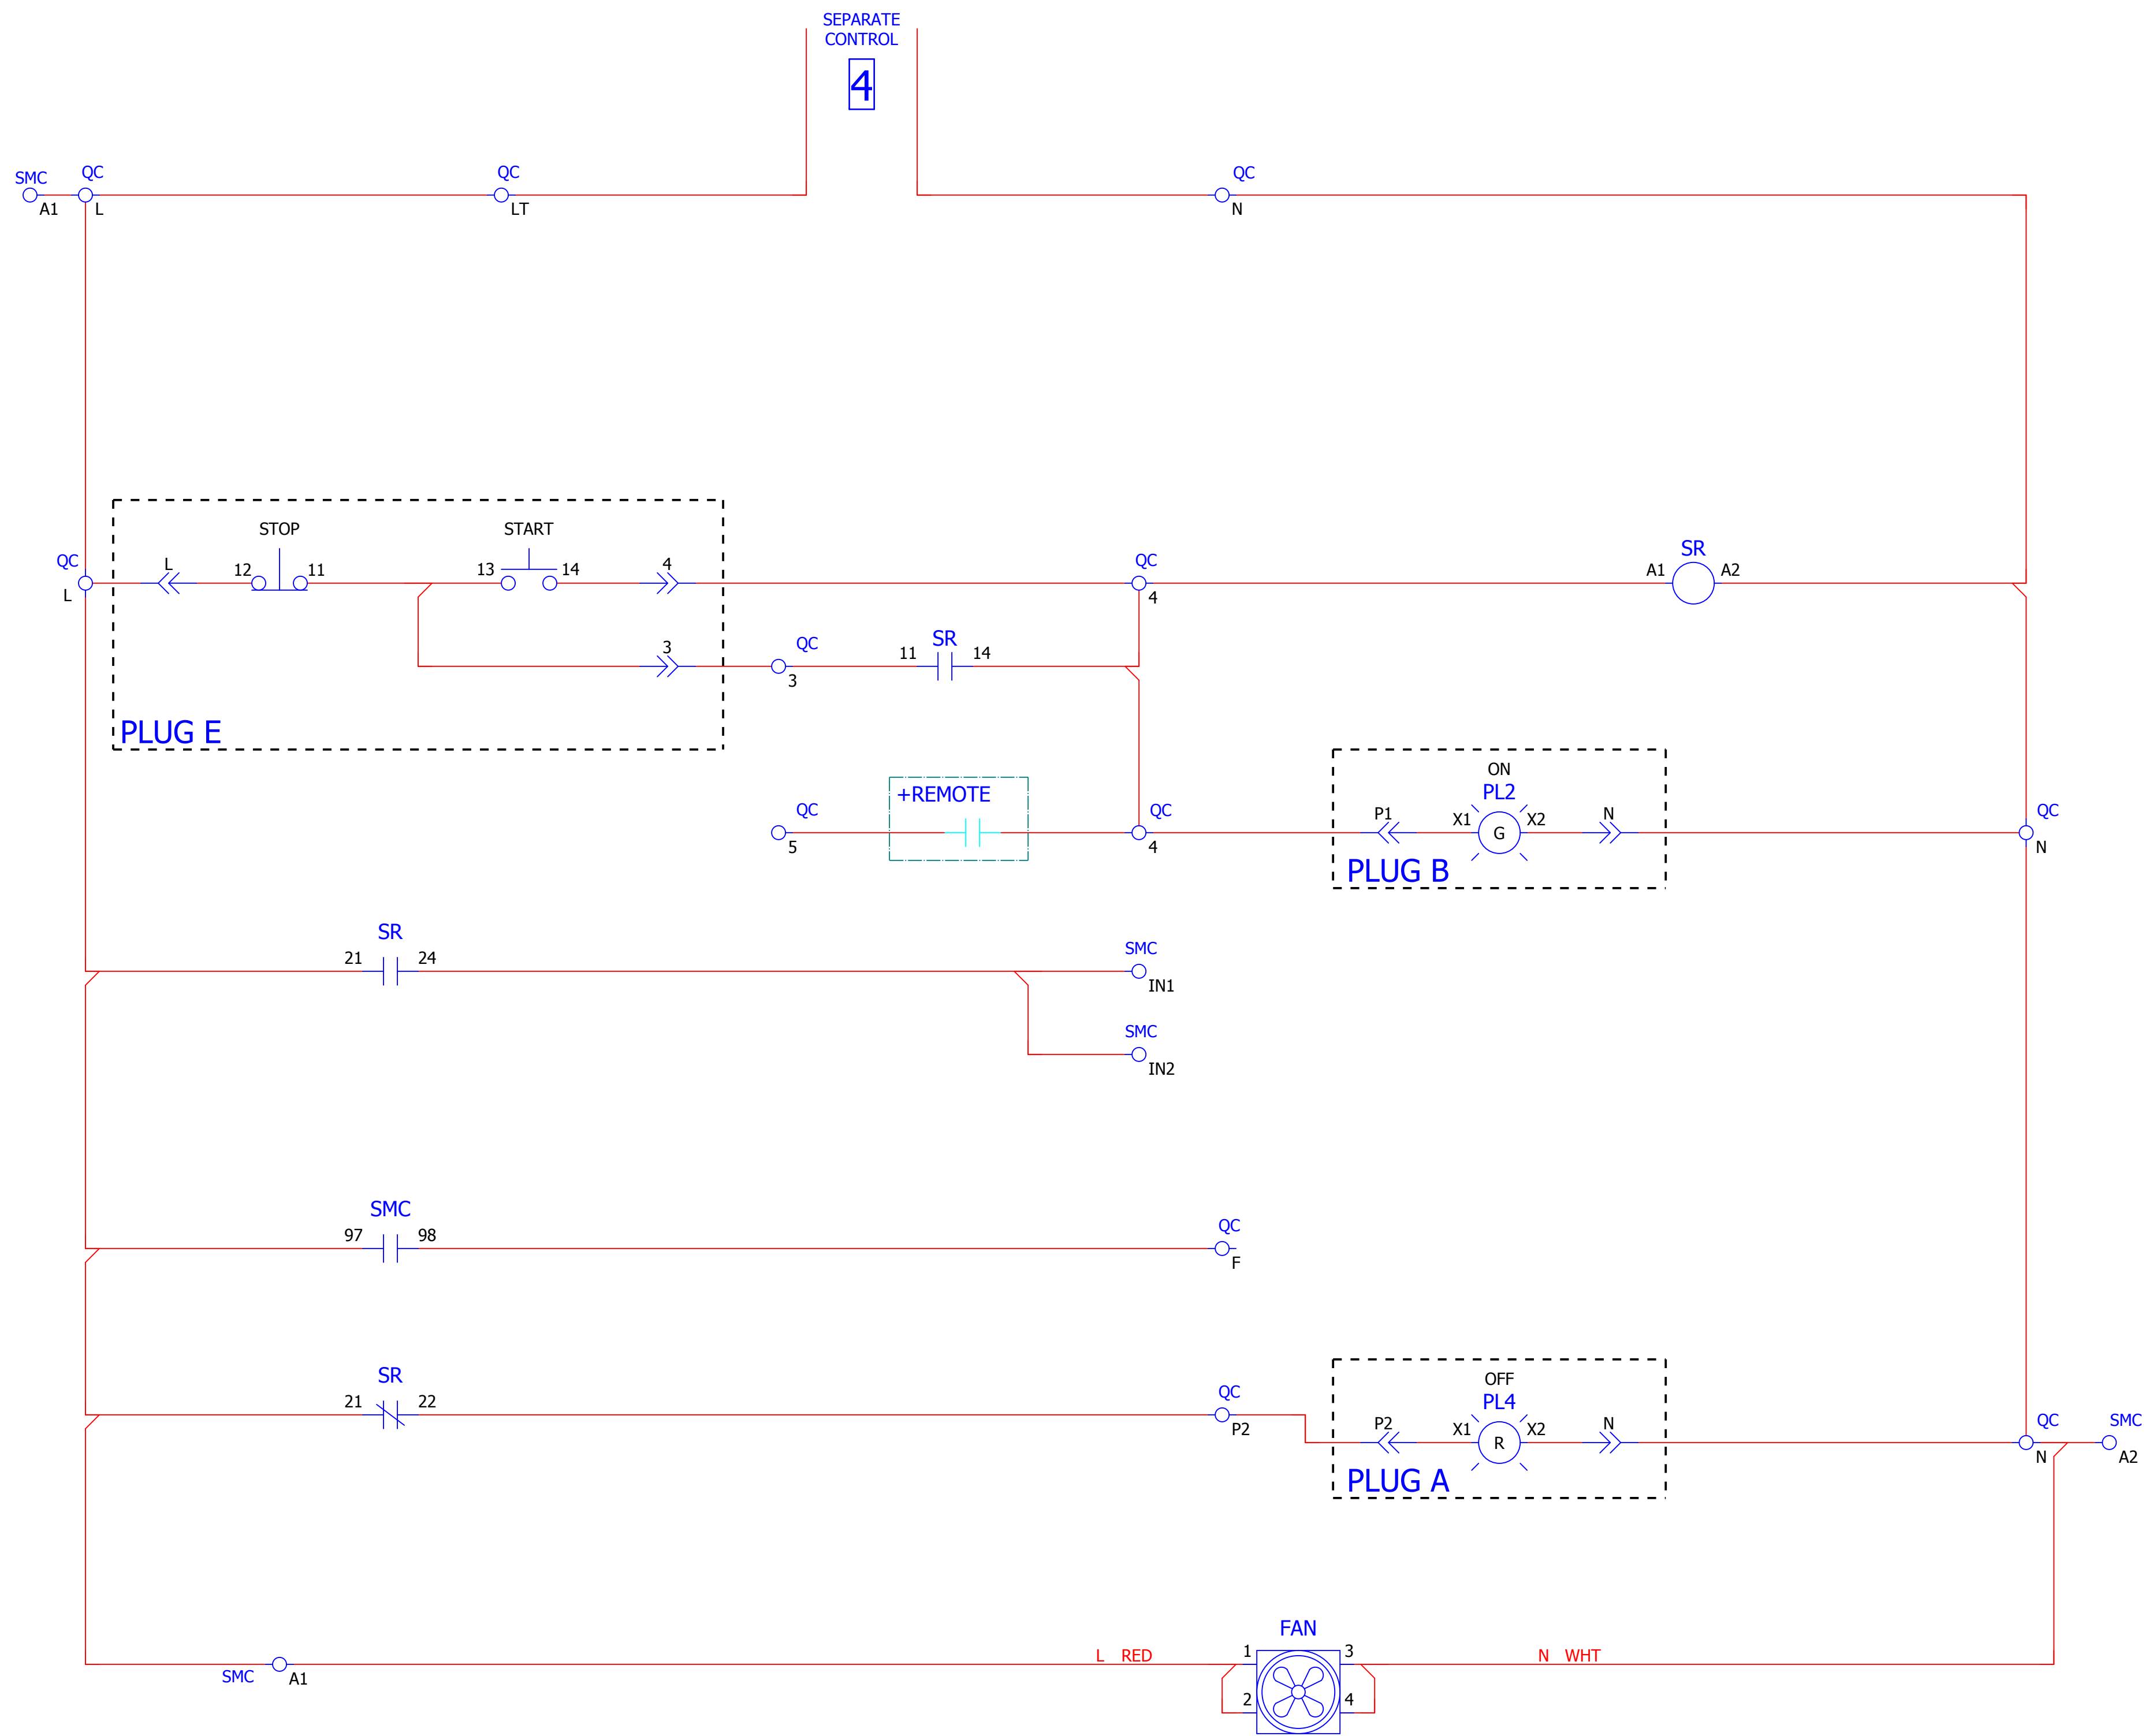 SEPARATE
CONTROL
4
SMC
A1
QC
L
QC
LT
QC
N
QC
L
L
STOP
12 11
START
13 14
4
3
PLUG E
QC
4
SR
A1 A2
QC
3
SR
11 14
QC
5
+REMOTE
QC
4
ON
PL2
P1 X1 G X2 N
PLUG B
QC
N
SR
21 24
SMC
IN1
SMC
IN2
SMC
97 98
QC
F
SR
21 22
QC
P2
OFF
PL4
P2 X1 R X2 N
PLUG A
QC
N
SMC
A2
SMC
A1
L RED
FAN
1 3
2 4
N WHT